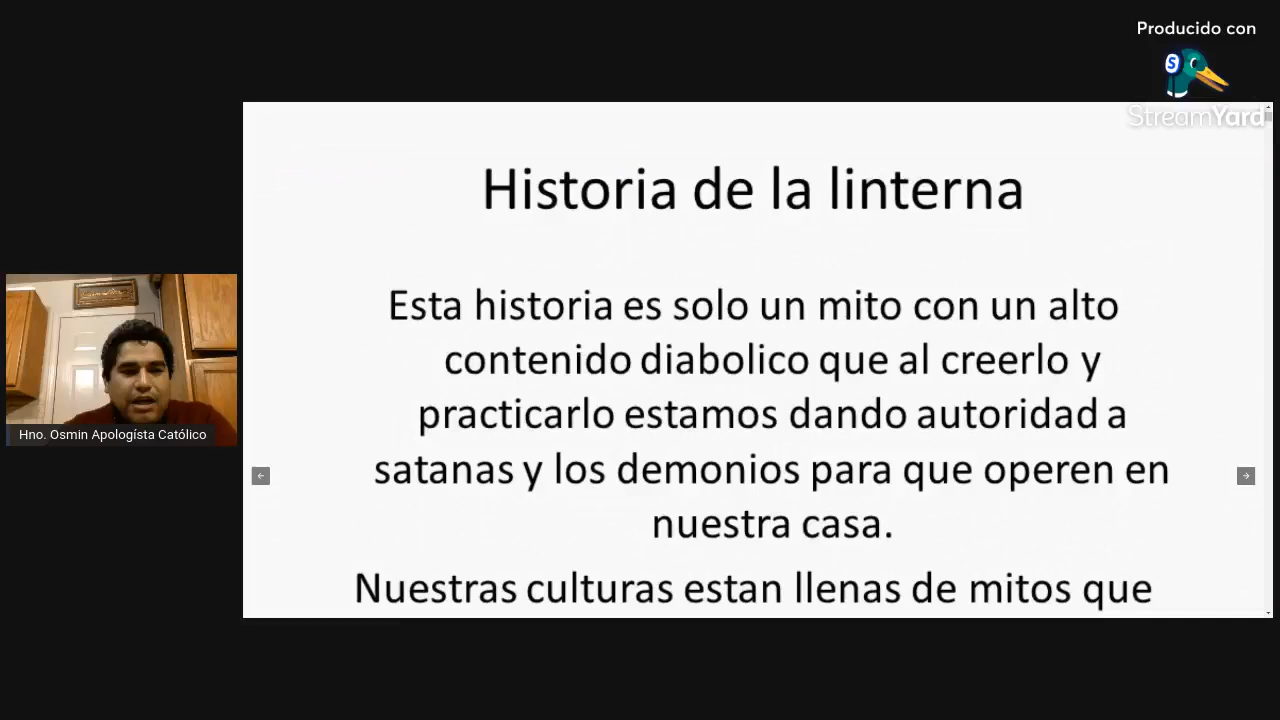 Producido con
S
StreamYard
Historia de la linterna
Esta historia es solo un mito con un alto
contenido diabolico que al creerlo y
practicarlo estamos dando autoridad a
satanas y los demonios para que operen en
nuestra casa.
Nuestras culturas estan llenas de mitos que
Hno. Osmin Apologísta Católico